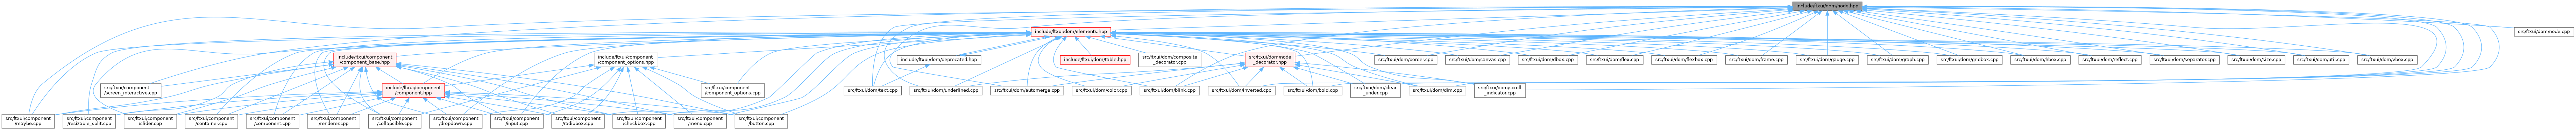 include/ftxui/dom/node.hpp
include/ftxui/dom/elements.hpp
src/ftxui/dom/node.cpp
include/ftxui/component
/component_base.hpp
include/ftxui/component
/component_options.hpp
include/ftxui/dom/deprecated.hpp
include/ftxui/dom/table.hpp
src/ftxui/dom/composite
_decorator.cpp
src/ftxui/dom/node
_decorator.hpp
src/ftxui/dom/border.cpp
src/ftxui/dom/canvas.cpp
src/ftxui/dom/dbox.cpp
src/ftxui/dom/flex.cpp
src/ftxui/dom/flexbox.cpp
src/ftxui/dom/frame.cpp
src/ftxui/dom/gauge.cpp
src/ftxui/dom/graph.cpp
src/ftxui/dom/gridbox.cpp
src/ftxui/dom/hbox.cpp
src/ftxui/dom/reflect.cpp
src/ftxui/dom/separator.cpp
src/ftxui/dom/size.cpp
src/ftxui/dom/util.cpp
src/ftxui/dom/vbox.cpp
src/ftxui/component
/screen_interactive.cpp
include/ftxui/component
/component.hpp
src/ftxui/component
/component_options.cpp
src/ftxui/dom/text.cpp
src/ftxui/dom/underlined.cpp
src/ftxui/dom/automerge.cpp
src/ftxui/dom/color.cpp
src/ftxui/dom/blink.cpp
src/ftxui/dom/inverted.cpp
src/ftxui/dom/bold.cpp
src/ftxui/dom/clear
_under.cpp
src/ftxui/dom/dim.cpp
src/ftxui/dom/scroll
_indicator.cpp
src/ftxui/component
/maybe.cpp
src/ftxui/component
/resizable_split.cpp
src/ftxui/component
/slider.cpp
src/ftxui/component
/container.cpp
src/ftxui/component
/component.cpp
src/ftxui/component
/renderer.cpp
src/ftxui/component
/collapsible.cpp
src/ftxui/component
/dropdown.cpp
src/ftxui/component
/input.cpp
src/ftxui/component
/radiobox.cpp
src/ftxui/component
/checkbox.cpp
src/ftxui/component
/menu.cpp
src/ftxui/component
/button.cpp